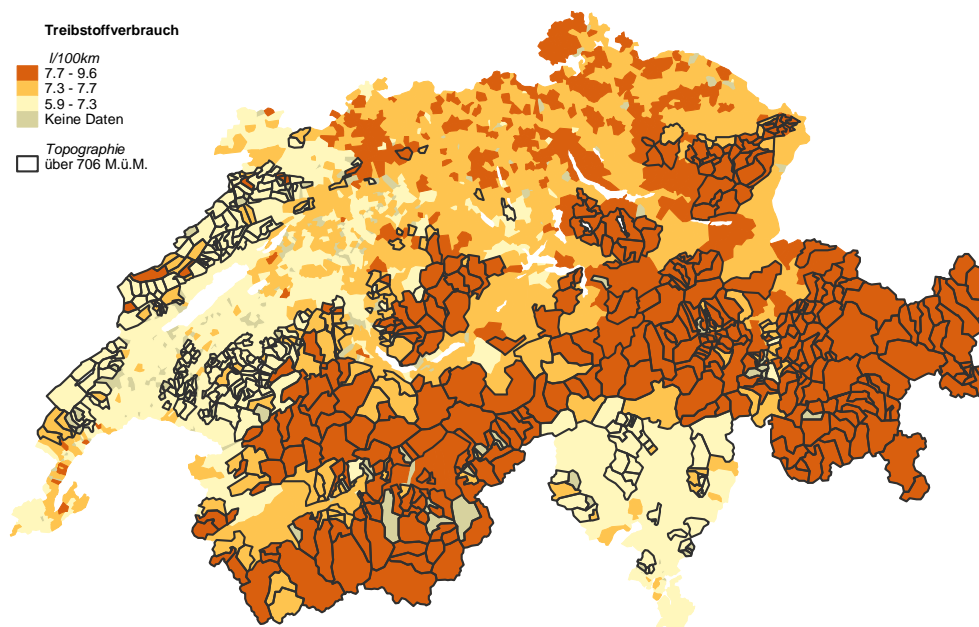 Treibstoffverbrauch
l/100km
7.7 - 9.6
7.3 - 7.7
5.9 - 7.3
Keine Daten
Topographie
über 706 M.ü.M.